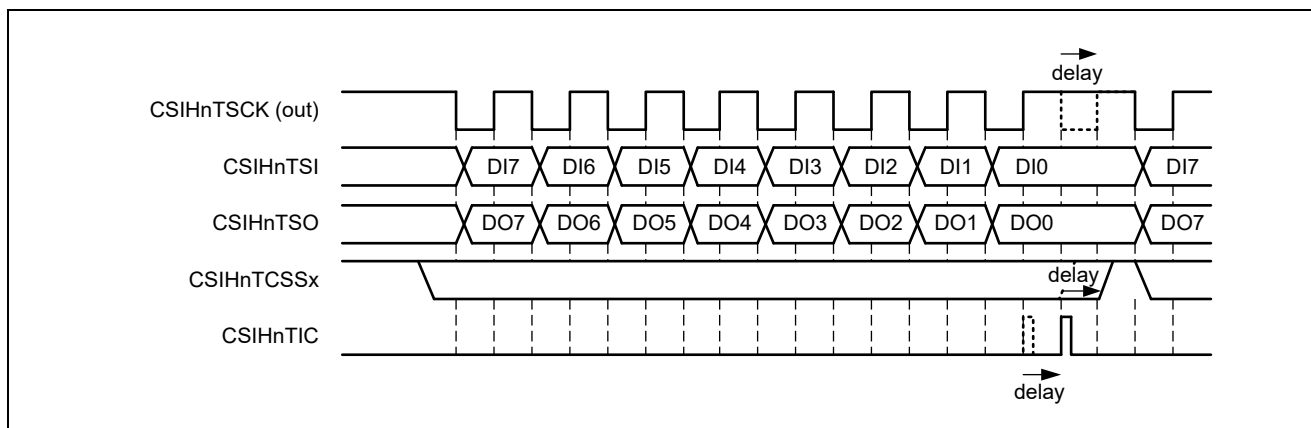 delay
CSIHnTSCK (out)
CSIHnTSI DI7 DI6 DI5 DI4 DI3 DI2 DI1 DI0 DI7
CSIHnTSO DO7 DO6 DO5 DO4 DO3 DO2 DO1 DO0 DO7
CSIHnTCSSx delay
CSIHnTIC
delay